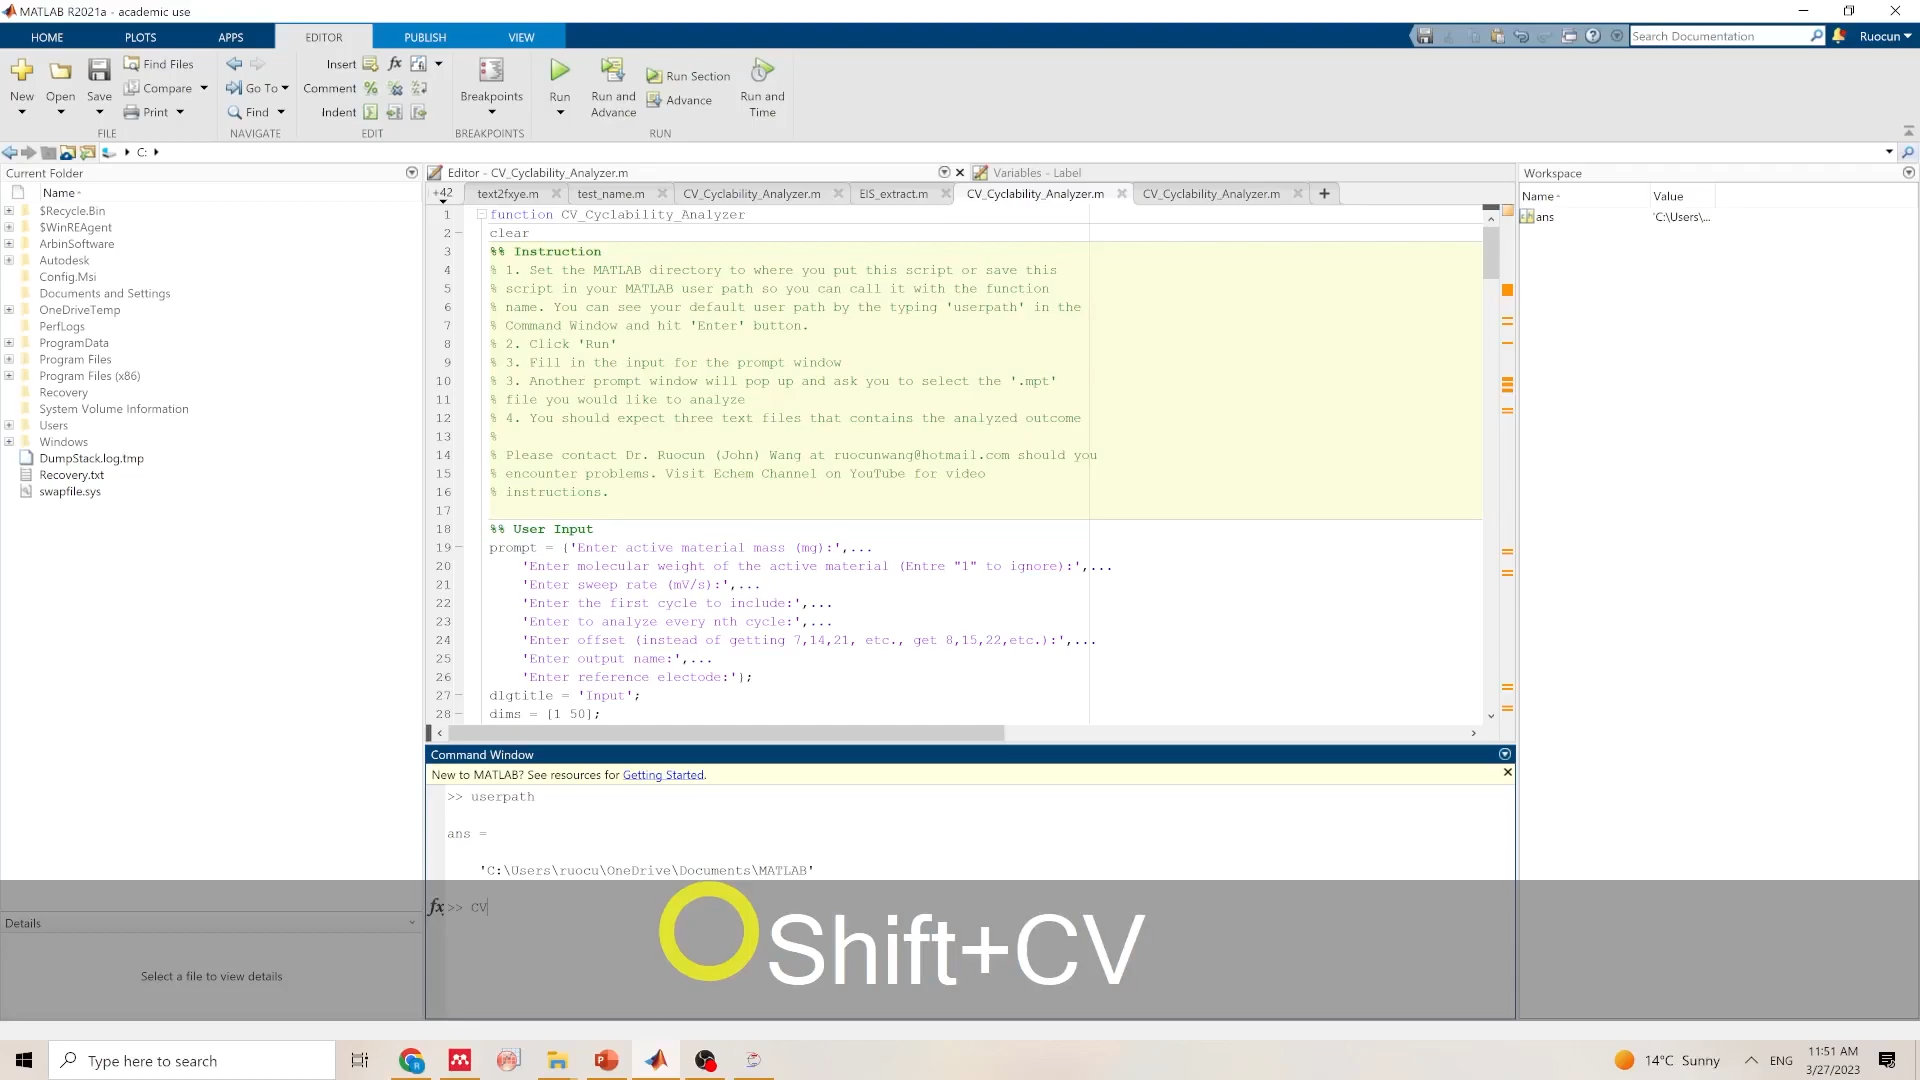 MATLAB R2021a - academic use
HOME PLOTS APPS EDITOR PUBLISH VIEW
Search Documentation Ruocun
New Open Save
Find Files
Compare
Print
FILE
Go To
Find
NAVIGATE
Insert
Comment
Indent
EDIT
Breakpoints
BREAKPOINTS
Run
Run and Advance
Run Section
Advance
Run and Time
RUN
C:
Current Folder
Name
$Recycle.Bin
$WinREAgent
ArbinSoftware
Autodesk
Config.Msi
Documents and Settings
OneDriveTemp
PerfLogs
ProgramData
Program Files
Program Files (x86)
Recovery
System Volume Information
Users
Windows
DumpStack.log.tmp
Recovery.txt
swapfile.sys
Details
Select a file to view details
Editor - CV_Cyclability_Analyzer.m
Variables - Label
+42 text2fxye.m test_name.m CV_Cyclability_Analyzer.m EIS_extract.m CV_Cyclability_Analyzer.m CV_Cyclability_Analyzer.m
1 function CV_Cyclability_Analyzer
2 clear
3 %% Instruction
4 % 1. Set the MATLAB directory to where you put this script or save this
5 % script in your MATLAB user path so you can call it with the function
6 % name. You can see your default user path by the typing 'userpath' in the
7 % Command Window and hit 'Enter' button.
8 % 2. Click 'Run'
9 % 3. Fill in the input for the prompt window
10 % 3. Another prompt window will pop up and ask you to select the '.mpt'
11 % file you would like to analyze
12 % 4. You should expect three text files that contains the analyzed outcome
13 %
14 % Please contact Dr. Ruocun (John) Wang at ruocunwang@hotmail.com should you
15 % encounter problems. Visit Echem Channel on YouTube for video
16 % instructions.
17
18 %% User Input
19 prompt = {'Enter active material mass (mg):',...
20 'Enter molecular weight of the active material (Entre "1" to ignore):',...
21 'Enter sweep rate (mV/s):',...
22 'Enter the first cycle to include:',...
23 'Enter to analyze every nth cycle:',...
24 'Enter offset (instead of getting 7,14,21, etc., get 8,15,22,etc.):',...
25 'Enter output name:',...
26 'Enter reference electode:'};
27 dlgtitle = 'Input';
28 dims = [1 50];
Command Window
New to MATLAB? See resources for Getting Started.
>> userpath
ans =
'C:\Users\ruocu\OneDrive\Documents\MATLAB'
fx >> CV
Shift+CV
Workspace
Name Value
ans 'C:\Users\...
Type here to search
14°C Sunny ENG
11:51 AM
3/27/2023